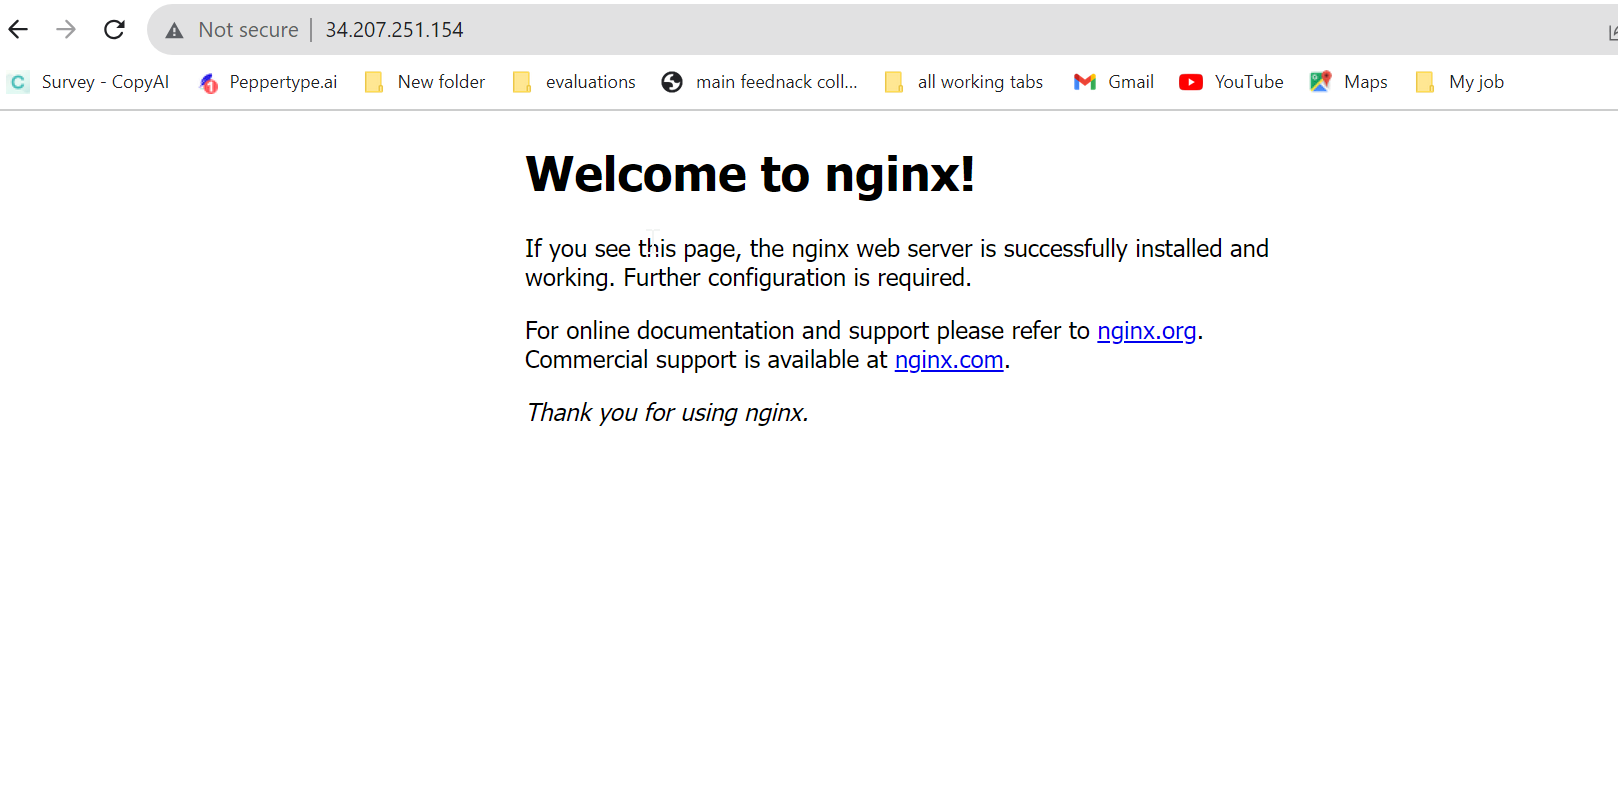 Not secure | 34.207.251.154
Survey - CopyAI Peppertype.ai New folder evaluations main feednack coll... all working tabs Gmail YouTube Maps My job
Welcome to nginx!
If you see this page, the nginx web server is successfully installed and
working. Further configuration is required.
For online documentation and support please refer to nginx.org.
Commercial support is available at nginx.com.
Thank you for using nginx.